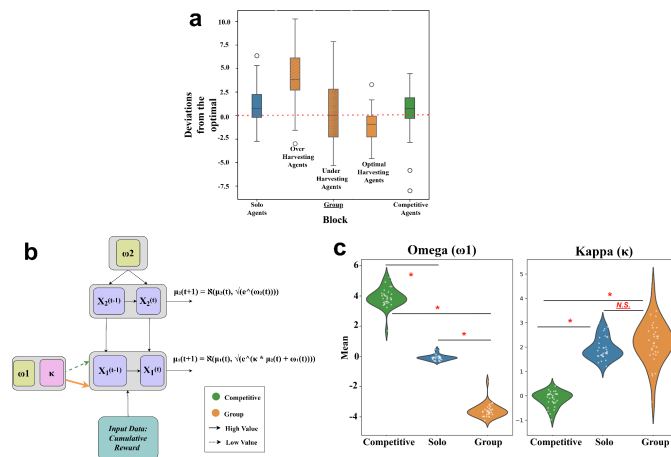 a
10.0
7.5
5.0
2.5
0.0
-2.5
-5.0
-7.5
Deviations
from the
optimal
Over
Harvesting
Agents
Under
Harvesting
Agents
Optimal
Harvesting
Agents
Solo
Agents
Group
Competitive
Agents
Block
b
ω2
X₂⁽ᵗ⁻¹⁾
X₂⁽ᵗ⁾
μ₂(t+1) = ℵ(μ₂(t), √(e^(ω₂(t))))
ω1
κ
X₁⁽ᵗ⁻¹⁾
X₁⁽ᵗ⁾
μ₁(t+1) = ℵ(μ₁(t), √(e^(κ * μ₂(t) + ω₁(t))))
Input Data:
Cumulative
Reward
Competitive
Group
High Value
Low Value
c
Omega (ω1)
Kappa (κ)
6
4
2
0
-2
-4
Mean
*
*
*
Competitive
Solo
Group
5
4
3
2
1
0
-1
*
N.S.
*
Competitive
Solo
Group